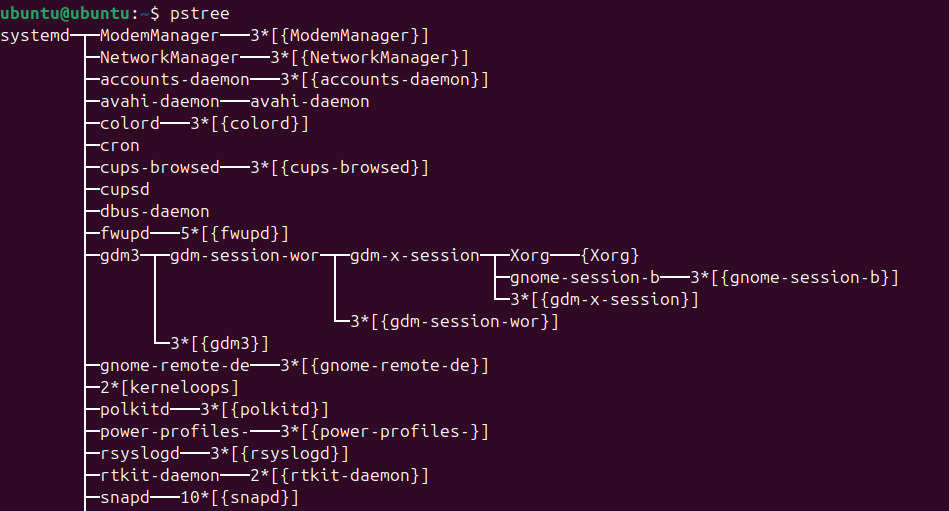 ubuntu@ubuntu:~$ pstree
systemd─┬─ModemManager───3*[{ModemManager}]
        ├─NetworkManager───3*[{NetworkManager}]
        ├─accounts-daemon───3*[{accounts-daemon}]
        ├─avahi-daemon───avahi-daemon
        ├─colord───3*[{colord}]
        ├─cron
        ├─cups-browsed───3*[{cups-browsed}]
        ├─cupsd
        ├─dbus-daemon
        ├─fwupd───5*[{fwupd}]
        ├─gdm3─┬─gdm-session-wor─┬─gdm-x-session─┬─Xorg───{Xorg}
        │      │                 │               ├─gnome-session-b───3*[{gnome-session-b}]
        │      │                 │               └─3*[{gdm-x-session}]
        │      │                 └─3*[{gdm-session-wor}]
        │      └─3*[{gdm3}]
        ├─gnome-remote-de───3*[{gnome-remote-de}]
        ├─2*[kerneloops]
        ├─polkitd───3*[{polkitd}]
        ├─power-profiles-───3*[{power-profiles-}]
        ├─rsyslogd───3*[{rsyslogd}]
        ├─rtkit-daemon───2*[{rtkit-daemon}]
        ├─snapd───10*[{snapd}]